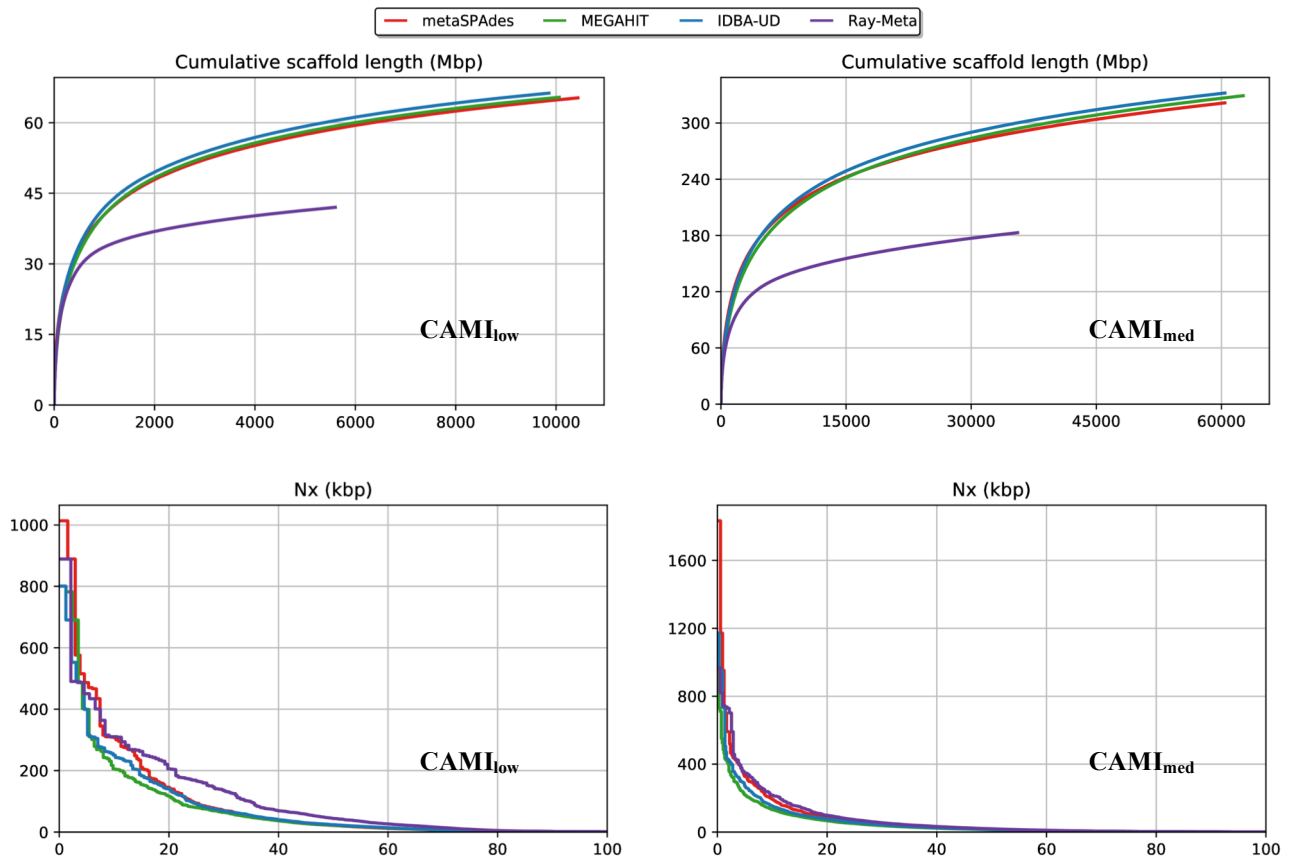 metaSPAdes MEGAHIT IDBA-UD Ray-Meta
Cumulative scaffold length (Mbp)
60
45
30
15
0
CAMIlow
0 2000 4000 6000 8000 10000
Cumulative scaffold length (Mbp)
300
240
180
120
60
0
CAMImed
0 15000 30000 45000 60000
Nx (kbp)
1000
800
600
400
200
0
CAMIlow
0 20 40 60 80 100
Nx (kbp)
1600
1200
800
400
0
CAMImed
0 20 40 60 80 100